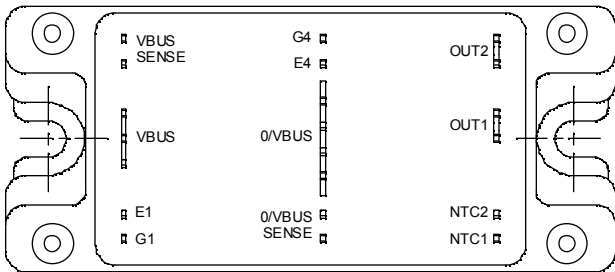 VBUS
SENSE
G4
E4
OUT2
VBUS
0/VBUS
OUT1
E1
G1
0/VBUS
SENSE
NTC2
NTC1